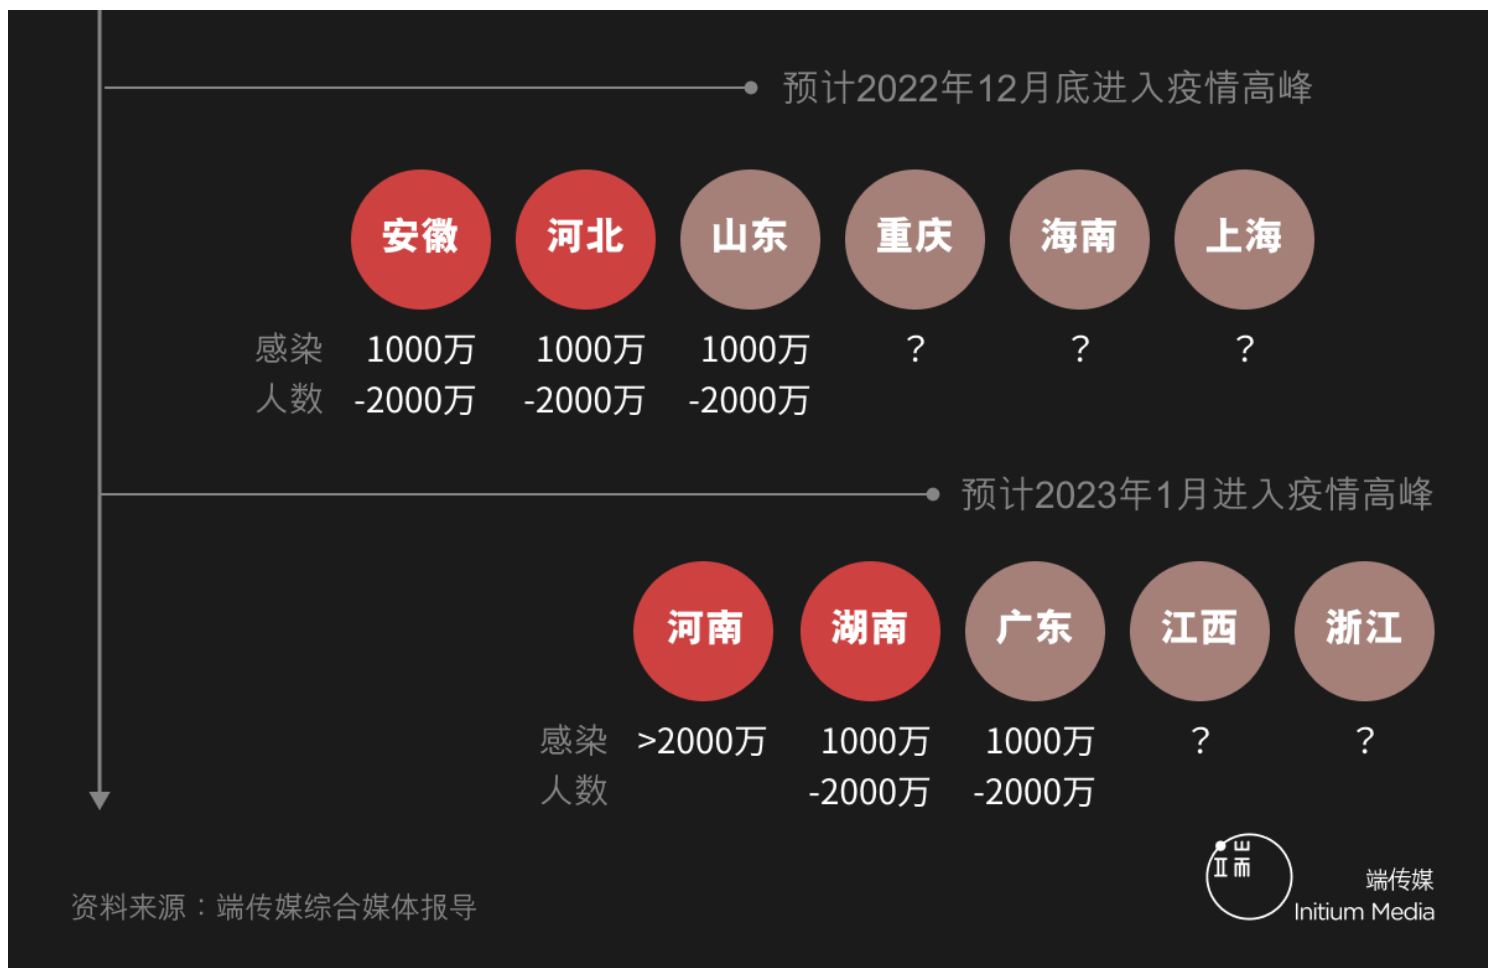 预计2022年12月底进入疫情高峰
安徽 河北 山东 重庆 海南 上海
感染 1000万 1000万 1000万 ? ? ?
人数 -2000万 -2000万 -2000万
预计2023年1月进入疫情高峰
河南 湖南 广东 江西 浙江
感染 >2000万 1000万 1000万 ? ?
人数 -2000万 -2000万
端
端传媒
资料来源：端传媒综合媒体报导
Initium Media